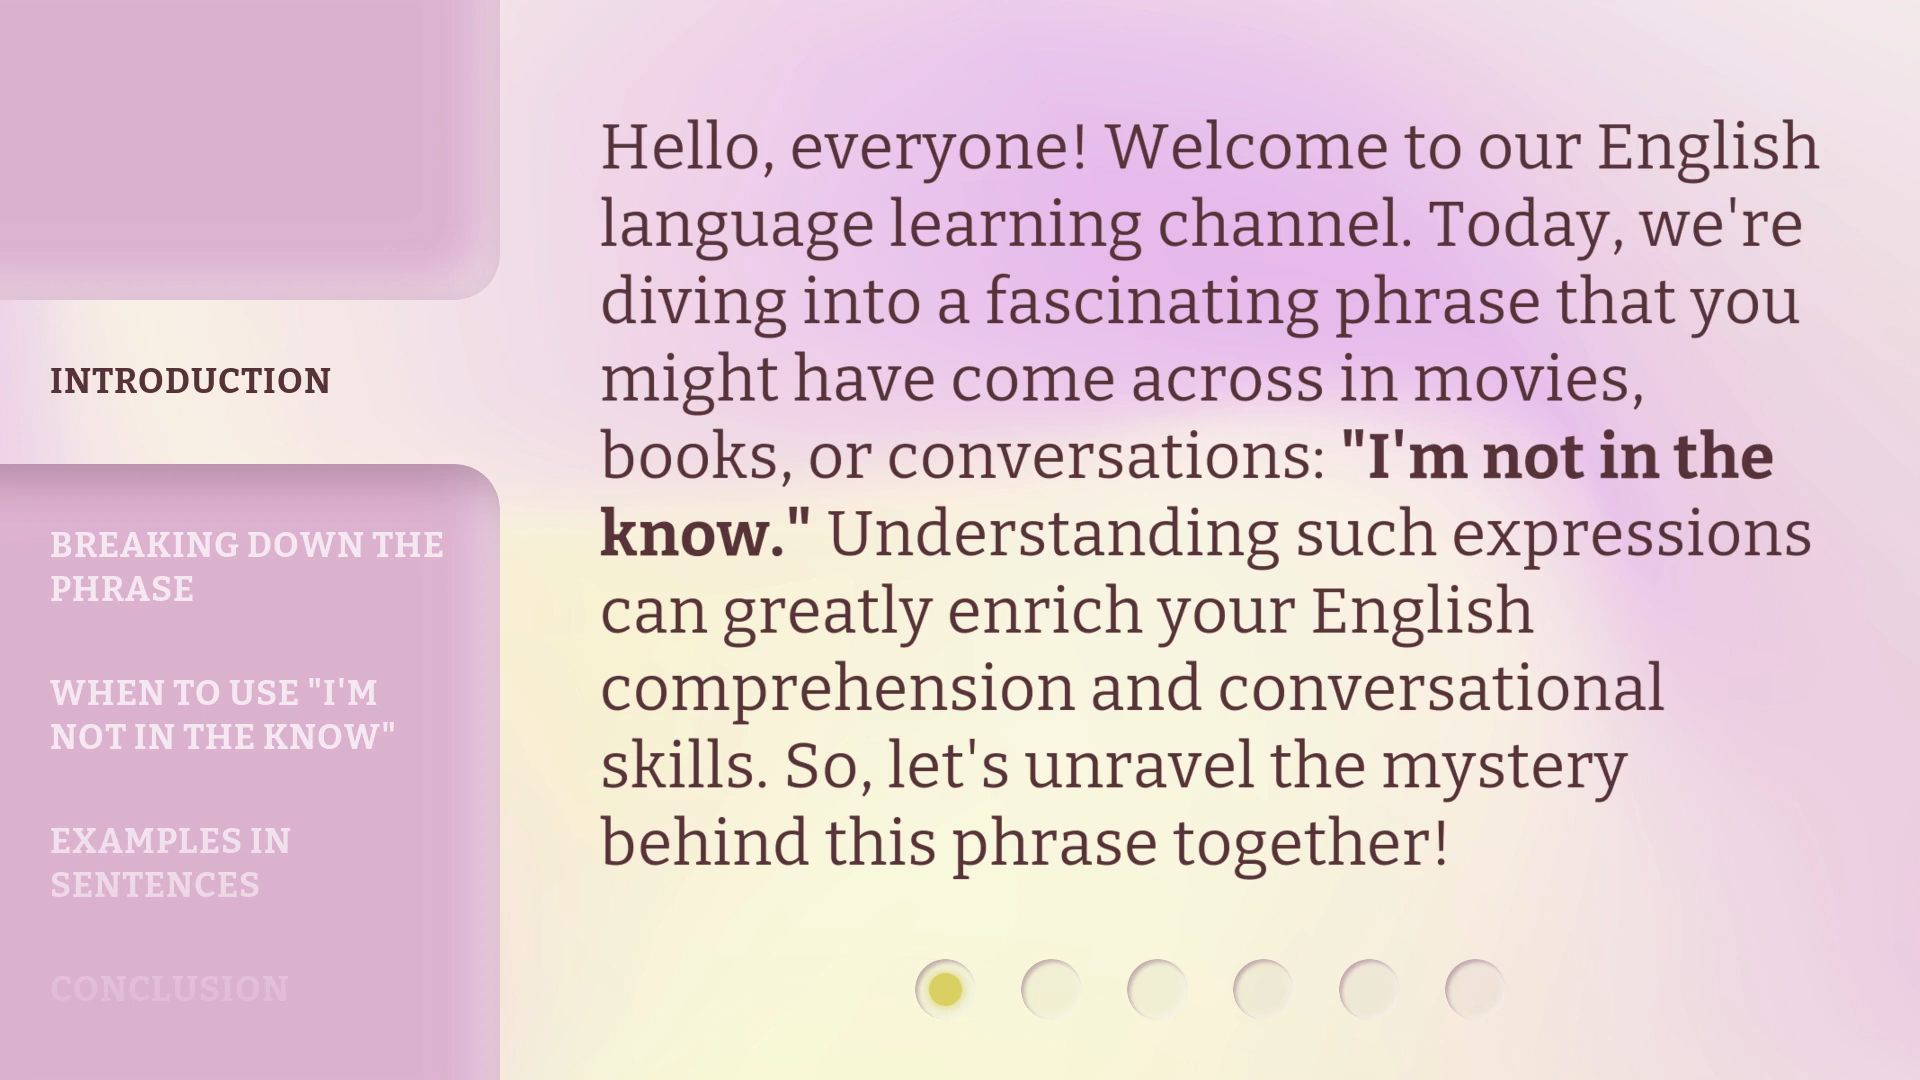 INTRODUCTION
BREAKING DOWN THE
PHRASE
WHEN TO USE "I'M
NOT IN THE KNOW"
EXAMPLES IN
SENTENCES
CONCLUSION
Hello, everyone! Welcome to our English
language learning channel. Today, we're
diving into a fascinating phrase that you
might have come across in movies,
books, or conversations: "I'm not in the
know." Understanding such expressions
can greatly enrich your English
comprehension and conversational
skills. So, let's unravel the mystery
behind this phrase together!